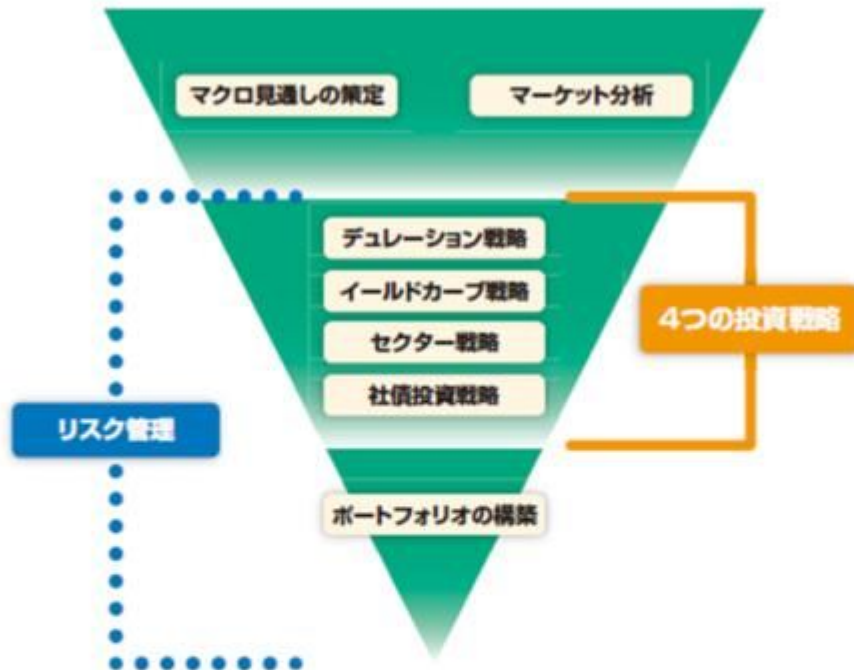 マクロ見通しの策定
マーケット分析
デュレーション戦略
イールドカーブ戦略
セクター戦略
社債投資戦略
4つの投資戦略
リスク管理
ポートフォリオの構築